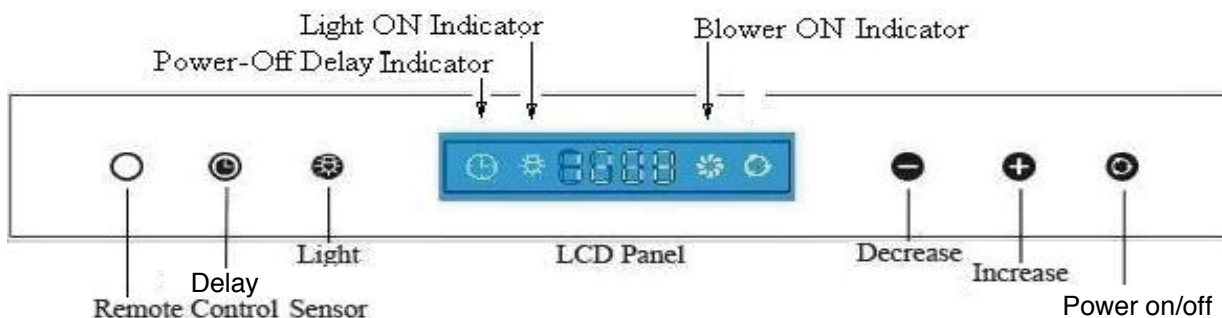 Light ON Indicator
Blower ON Indicator
Power-Off Delay Indicator
1000
Light
LCD Panel
Decrease
Increase
Delay
Remote Control Sensor
Power on/off